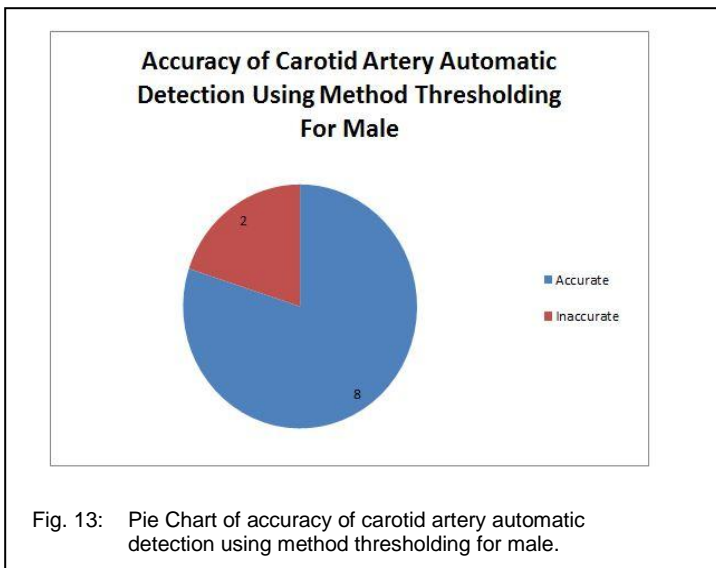 Accuracy of Carotid Artery Automatic
Detection Using Method Thresholding
For Male
2
Accurate
Inaccurate
8
Fig. 13: Pie Chart of accuracy of carotid artery automatic
detection using method thresholding for male.